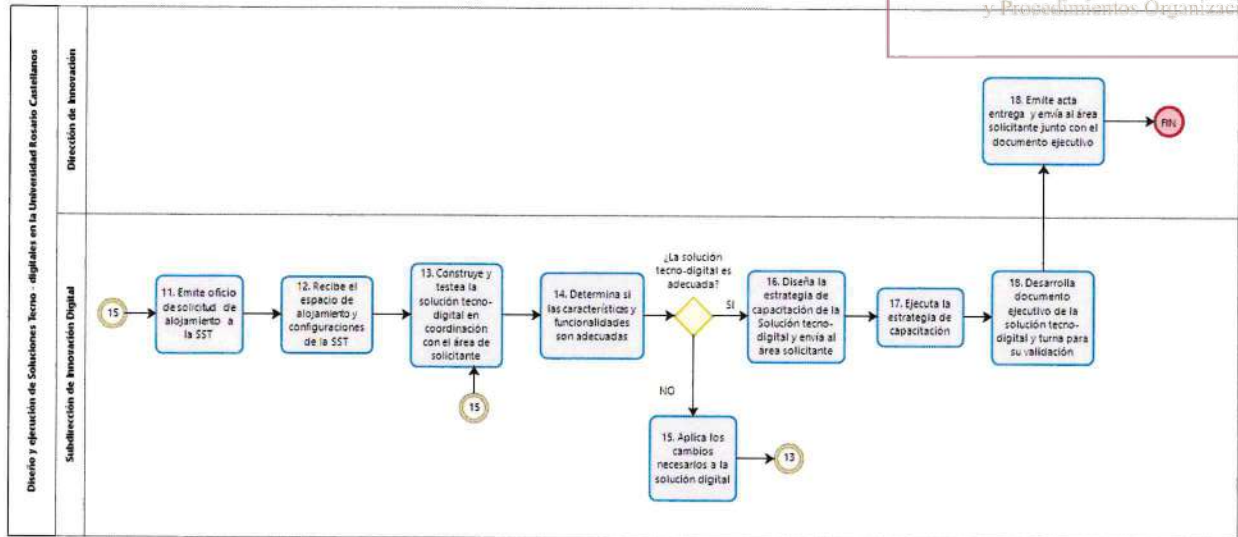 y Procedimientos Organizac
Diseño y ejecución de Soluciones Tecno - digitales en la Universidad Rosario Castellanos
Dirección de Innovación
18. Emite acta
entrega y envía al área
solicitante junto con el
documento ejecutivo
FIN
Subdirección de Innovación Digital
15
11. Emite oficio
de solicitud de
alojamiento a
la SST
12. Recibe el
espacio de
alojamiento y
configuraciones
de la SST
13. Construye y
testea la
solución tecno-
digital en
coordinación
con el área de
solicitante
15
14. Determina si
las características y
funcionalidades
son adecuadas
¿La solución
tecno-digital es
adecuada?
SI
NO
15. Aplica los
cambios
necesarios a la
solución digital
13
16. Diseña la
estrategia de
capacitación de la
Solución tecno-
digital y envía al
area solicitante
17. Ejecuta la
estrategia de
capacitación
18. Desarrolla
documento
ejecutivo de la
solución tecno-
digital y turna para
su validación